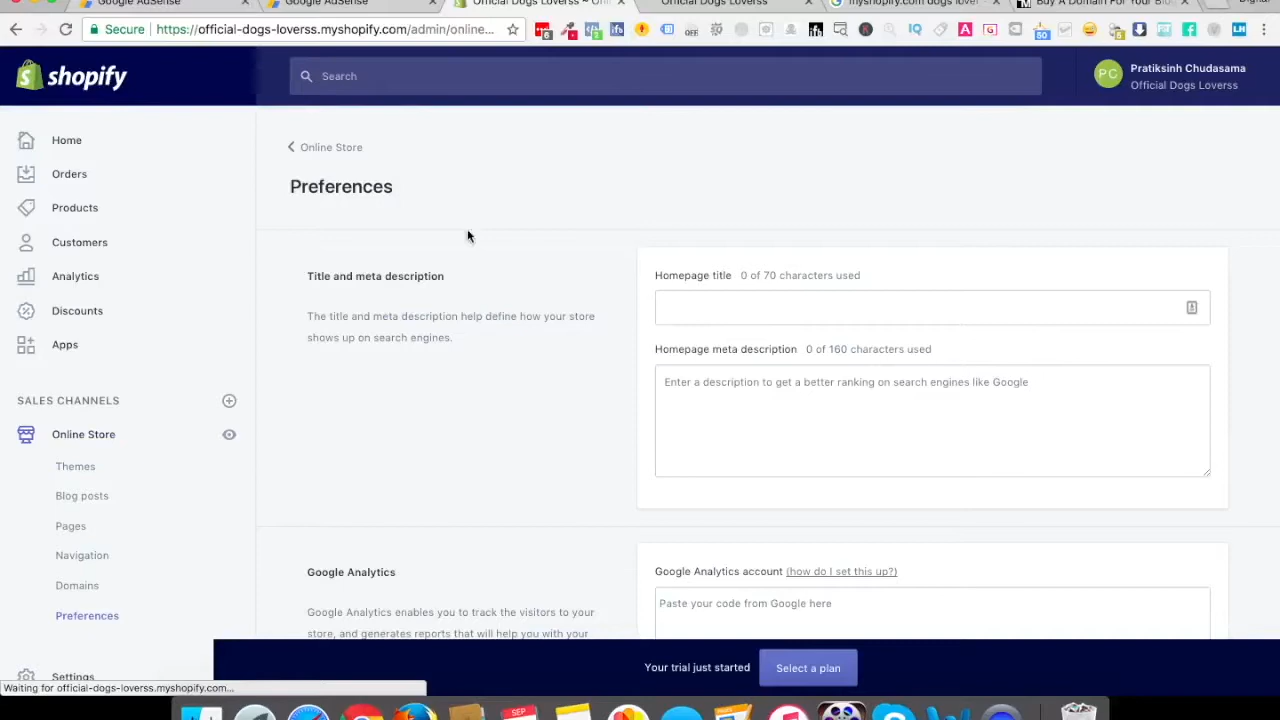 Google AdSense
Google AdSense
Official Dogs Loverss ~ Onl
Official Dogs Loverss
myshopify.com dogs lover
Buy A Domain For Your Blo
Secure
https://official-dogs-loverss.myshopify.com/admin/online...
shopify
Search
PC
Pratiksinh Chudasama
Official Dogs Loverss
Home
Orders
Products
Customers
Analytics
Discounts
Apps
SALES CHANNELS
Online Store
Themes
Blog posts
Pages
Navigation
Domains
Preferences
Settings
Online Store
Preferences
Title and meta description
The title and meta description help define how your store
shows up on search engines.
Homepage title 0 of 70 characters used
Homepage meta description 0 of 160 characters used
Enter a description to get a better ranking on search engines like Google
Google Analytics
Google Analytics enables you to track the visitors to your
store, and generates reports that will help you with your
Google Analytics account (how do I set this up?)
Paste your code from Google here
Your trial just started
Select a plan
Waiting for official-dogs-loverss.myshopify.com...
SEP